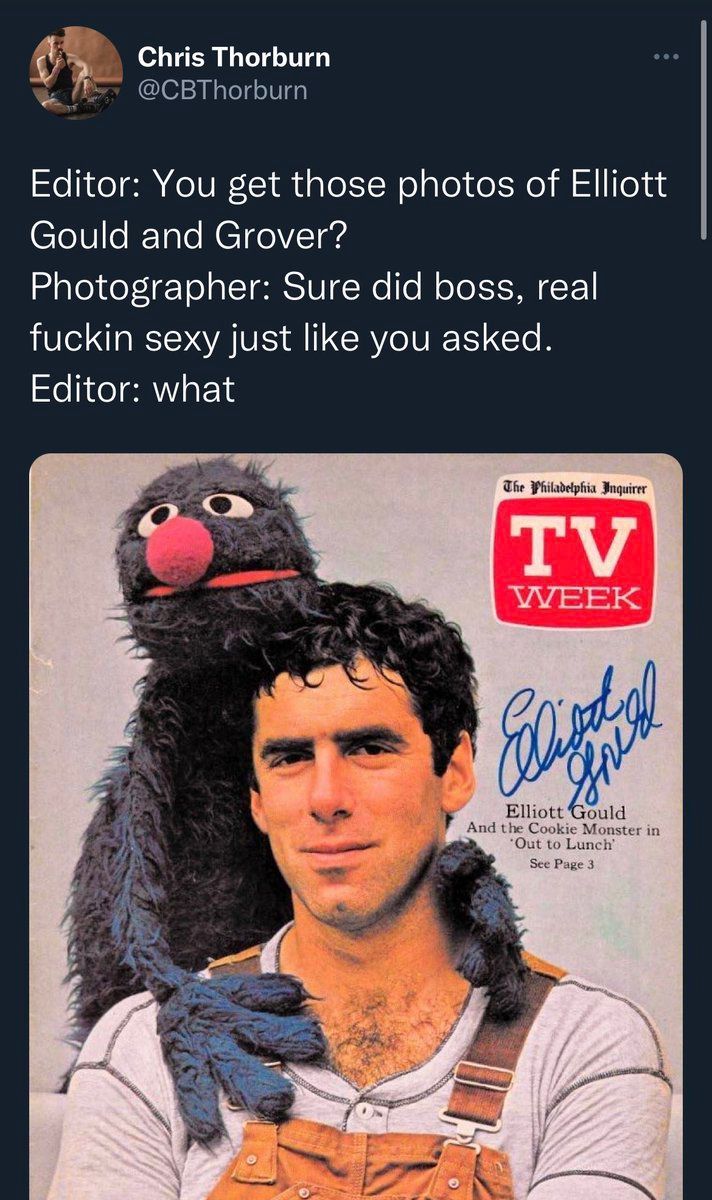 Chris Thorburn
@CBThorburn
Editor: You get those photos of Elliott
Gould and Grover?
Photographer: Sure did boss, real
fuckin sexy just like you asked.
Editor: what
The Philadelphia Inquirer
TV
WEEK
Elliott Gould
Elliott Gould
And the Cookie Monster in
'Out to Lunch'
See Page 3